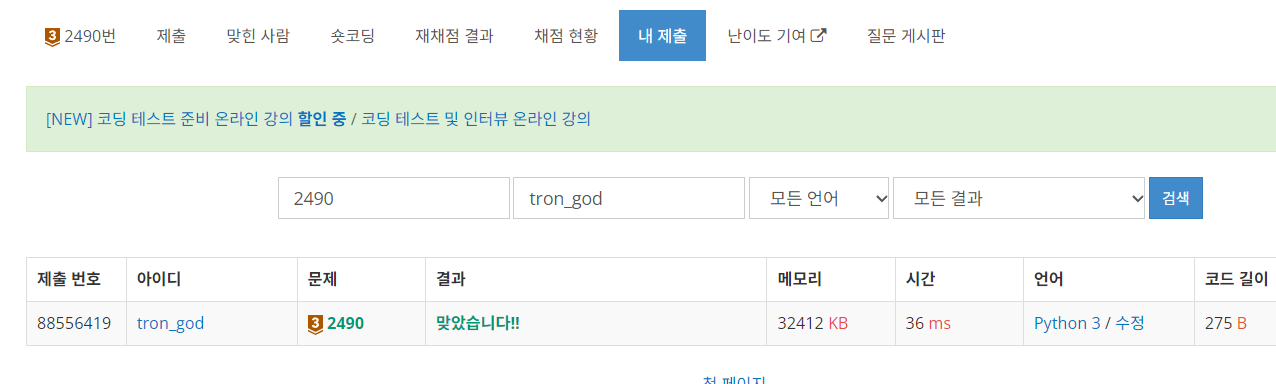 3 2490번 제출 맞힌 사람 숏코딩 재채점 결과 채점 현황 내 제출 난이도 기여 질문 게시판
[NEW] 코딩 테스트 준비 온라인 강의 할인 중 / 코딩 테스트 및 인터뷰 온라인 강의
2490 tron_god 모든 언어 모든 결과 검색
제출 번호 아이디 문제 결과 메모리 시간 언어 코드 길이
88556419 tron_god 3 2490 맞았습니다!! 32412 KB 36 ms Python 3 / 수정 275 B
첫 페이지